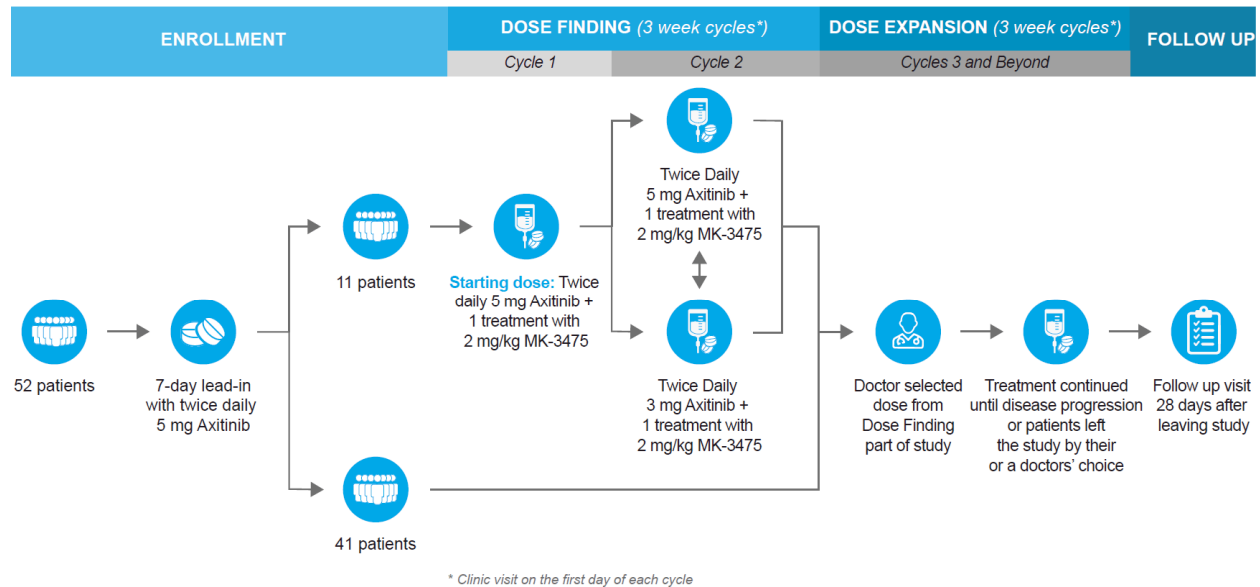 ENROLLMENT
DOSE FINDING (3 week cycles*)
DOSE EXPANSION (3 week cycles*)
FOLLOW UP
Cycle 1
Cycle 2
Cycles 3 and Beyond
52 patients
7-day lead-in
with twice daily
5 mg Axitinib
11 patients
41 patients
Starting dose: Twice
daily 5 mg Axitinib +
1 treatment with
2 mg/kg MK-3475
Twice Daily
5 mg Axitinib +
1 treatment with
2 mg/kg MK-3475
Twice Daily
3 mg Axitinib +
1 treatment with
2 mg/kg MK-3475
Doctor selected
dose from
Dose Finding
part of study
Treatment continued
until disease progression
or patients left
the study by their
or a doctors’ choice
Follow up visit
28 days after
leaving study
* Clinic visit on the first day of each cycle